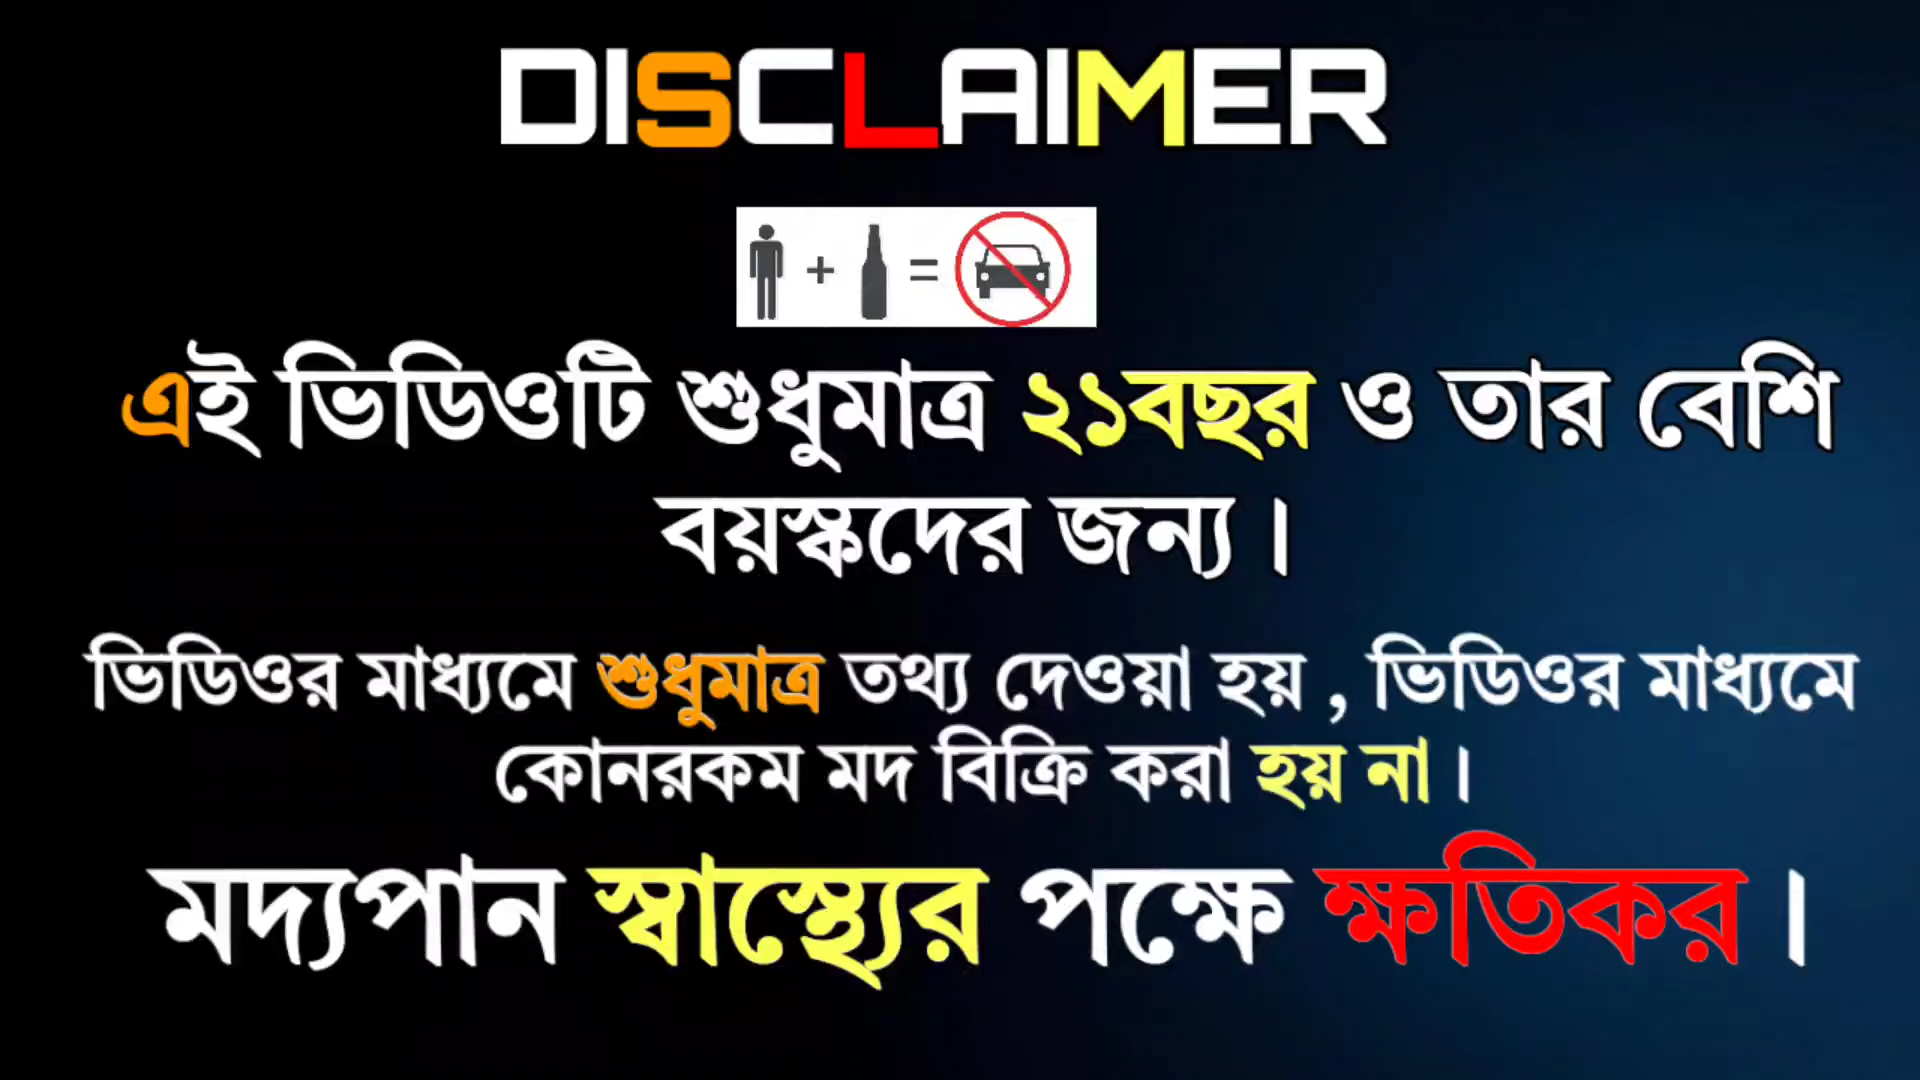 DISCLAIMER
+ =
এই ভিডিওটি শুধুমাত্র ২১বছর ও তার বেশি
বয়স্কদের জন্য ।
ভিডিওর মাধ্যমে শুধুমাত্র তথ্য দেওয়া হয় , ভিডিওর মাধ্যমে
কোনরকম মদ বিক্রি করা হয় না ।
মদ্যপান স্বাস্থ্যের পক্ষে ক্ষতিকর ।